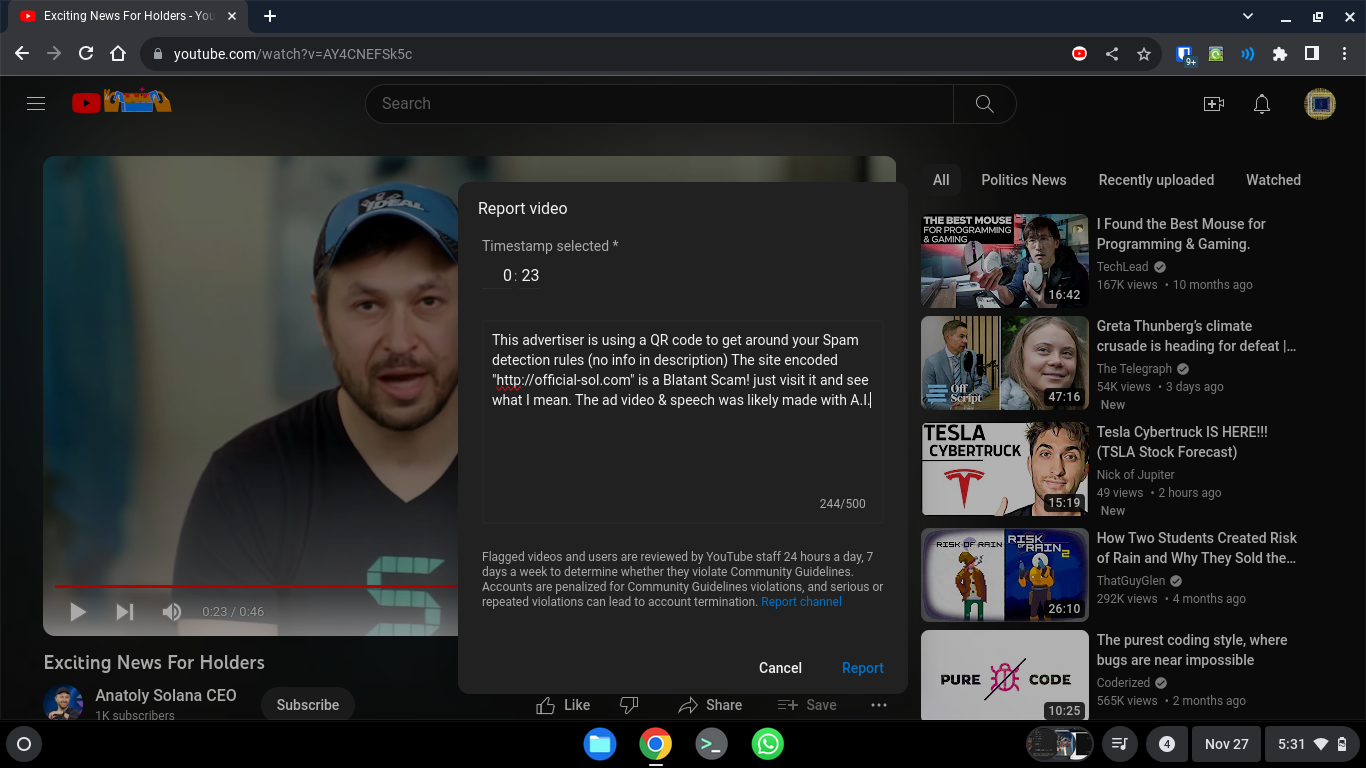 Exciting News For Holders - You
youtube.com/watch?v=AY4CNEFSk5c
9+
Search
IDEAL
Report video
Timestamp selected *
0 : 23
This advertiser is using a QR code to get around your Spam
detection rules (no info in description) The site encoded
"http://official-sol.com" is a Blatant Scam! just visit it and see
what I mean. The ad video & speech was likely made with A.I.
244/500
Flagged videos and users are reviewed by YouTube staff 24 hours a day, 7
days a week to determine whether they violate Community Guidelines.
Accounts are penalized for Community Guidelines violations, and serious or
repeated violations can lead to account termination. Report channel
Cancel
Report
0:23 / 0:46
Exciting News For Holders
Anatoly Solana CEO
1K subscribers
Subscribe
Like
Share
Save
All
Politics News
Recently uploaded
Watched
THE BEST MOUSE
FOR PROGRAMMING
& GAMING
16:42
I Found the Best Mouse for
Programming & Gaming.
TechLead
167K views • 10 months ago
Off
Script
47:16
Greta Thunberg's climate
crusade is heading for defeat |...
The Telegraph
54K views • 3 days ago
New
TESLA
CYBERTRUCK
15:19
Tesla Cybertruck IS HERE!!!
(TSLA Stock Forecast)
Nick of Jupiter
49 views • 2 hours ago
New
RISK OF RAIN
RISK OF RAIN 2
26:10
How Two Students Created Risk
of Rain and Why They Sold the...
ThatGuyGlen
292K views • 4 months ago
PURE CODE
10:25
The purest coding style, where
bugs are near impossible
Coderized
565K views • 2 months ago
4
Nov 27
5:31